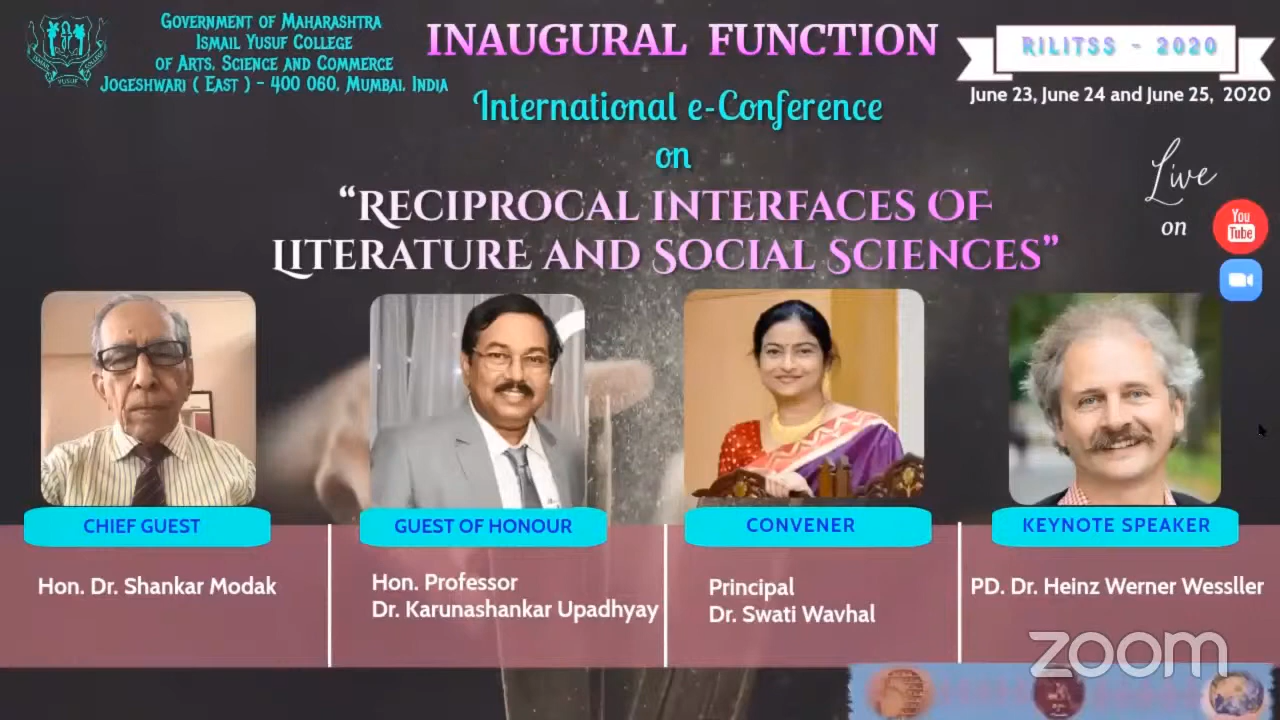 Government of Maharashtra
Ismail Yusuf College
of Arts, Science and Commerce
Jogeshwari ( East ) - 400 060, Mumbai, India
INAUGURAL FUNCTION
RILITSS - 2020
June 23, June 24 and June 25, 2020
International e-Conference
on
“Reciprocal Interfaces of
Literature and Social Sciences”
Live
on
You
Tube
CHIEF GUEST
GUEST OF HONOUR
CONVENER
KEYNOTE SPEAKER
Hon. Dr. Shankar Modak
Hon. Professor
Dr. Karunashankar Upadhyay
Principal
Dr. Swati Wavhal
PD. Dr. Heinz Werner Wessller
zoom